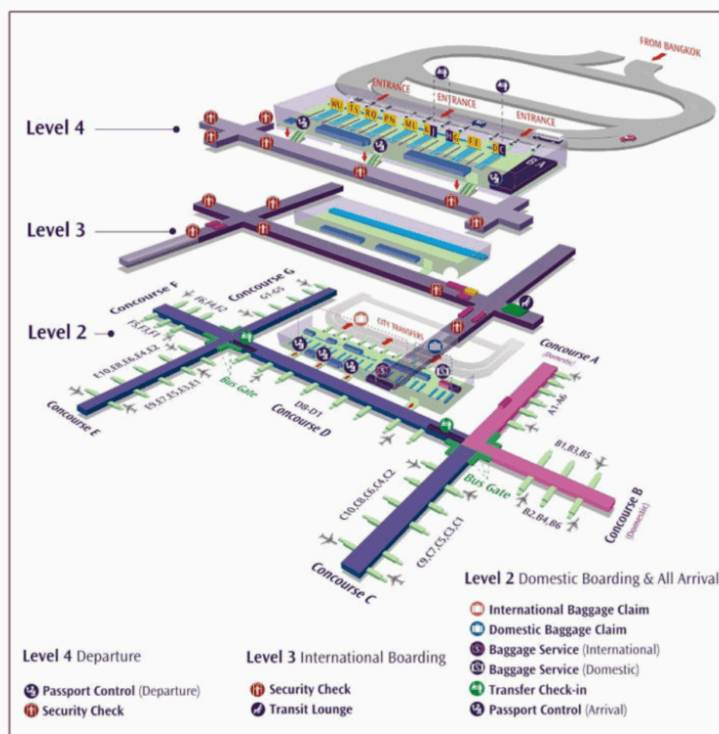 FROM BANGKOK
ENTRANCE
ENTRANCE
ENTRANCE
Level 4
B A
Level 3
Level 2
Concourse F
F6,F4,F2
F5,F3,F1
Concourse G
G1-G5
CITY TRANSFERS
E10,E8,E6,E4,E2
E9,E7,E5,E3,E1
Bus Gate
Concourse E
D8-D1
Concourse D
Concourse A
(Domestic)
A1-A6
B1,B3,B5
B2,B4,B6
Concourse B
(Domestic)
C10,C8,C6,C4,C2
Bus Gate
C9,C7,C5,C3,C1
Concourse C
Level 2 Domestic Boarding & All Arrival
International Baggage Claim
Domestic Baggage Claim
Baggage Service (International)
Baggage Service (Domestic)
Transfer Check-in
Passport Control (Arrival)
Level 4 Departure
Passport Control (Departure)
Security Check
Level 3 International Boarding
Security Check
Transit Lounge